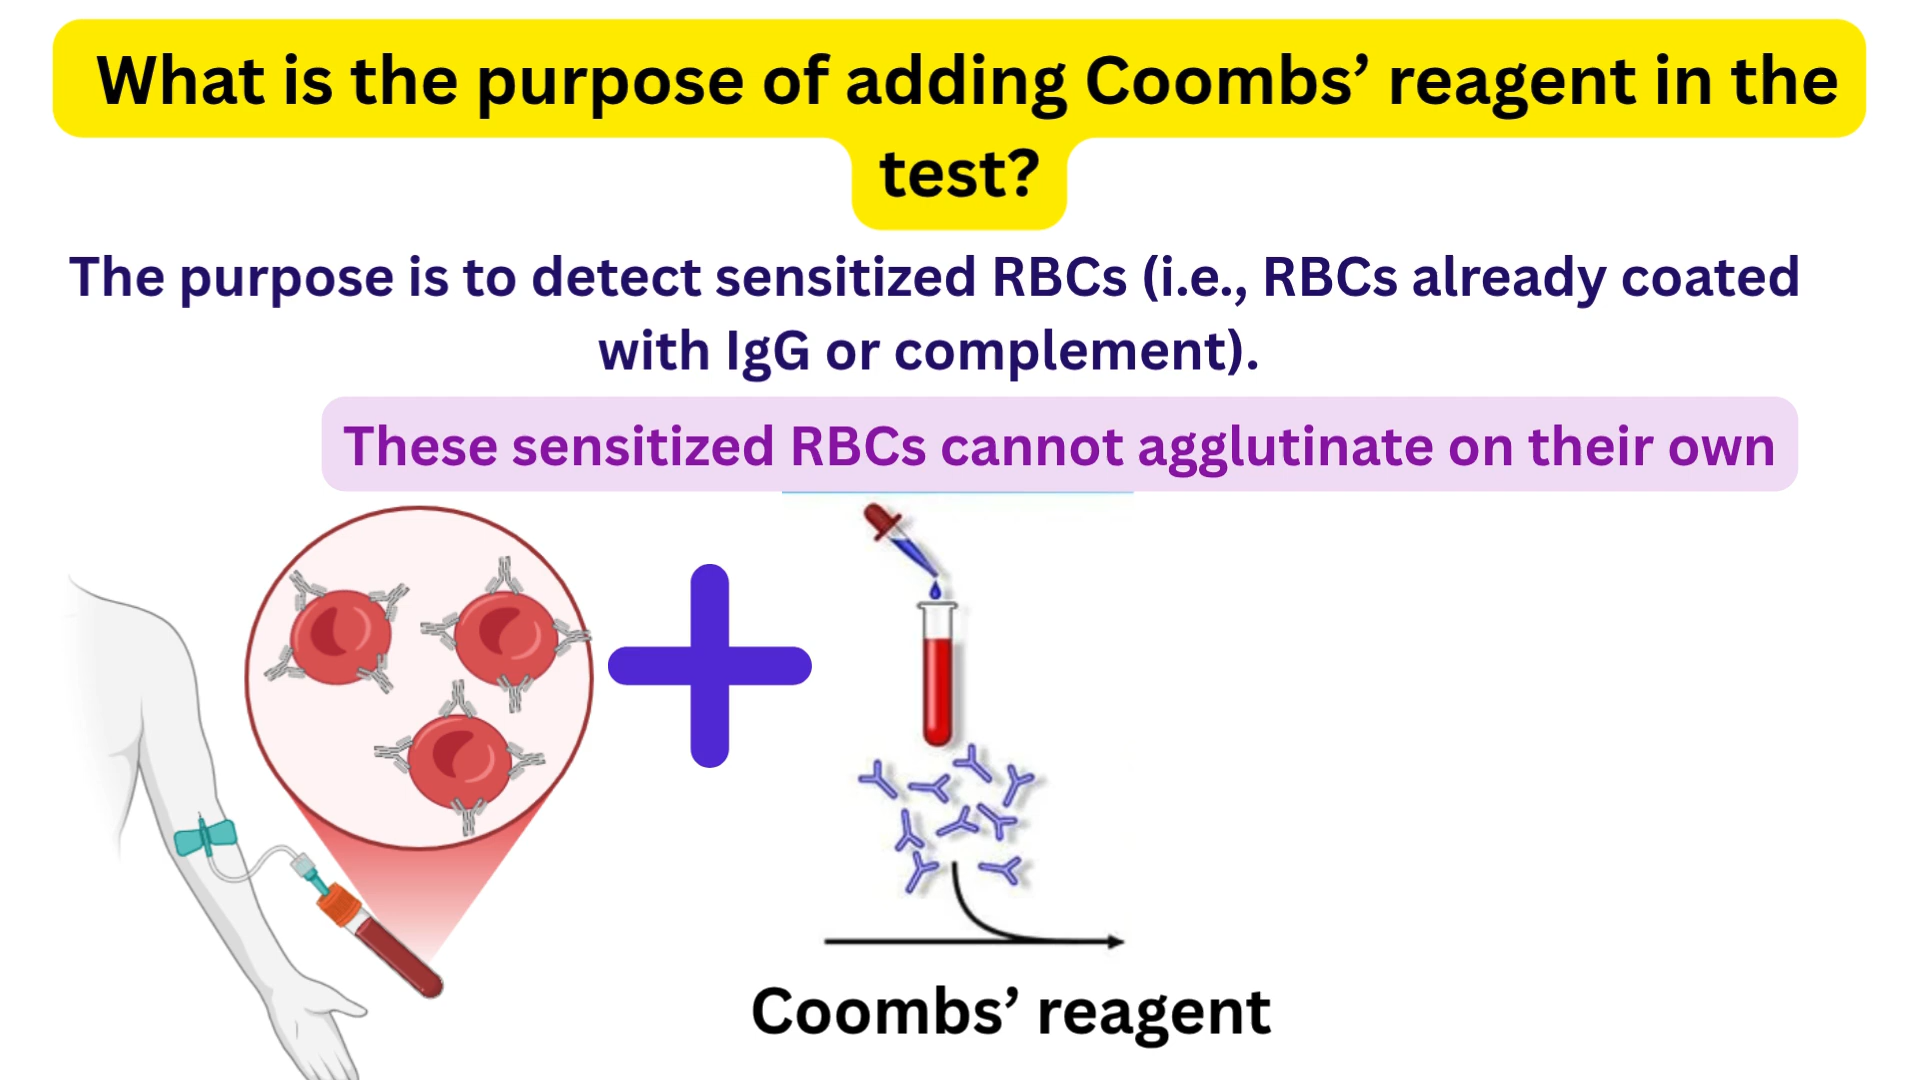 What is the purpose of adding Coombs’ reagent in the
test?
The purpose is to detect sensitized RBCs (i.e., RBCs already coated
with IgG or complement).
These sensitized RBCs cannot agglutinate on their own
Coombs’ reagent